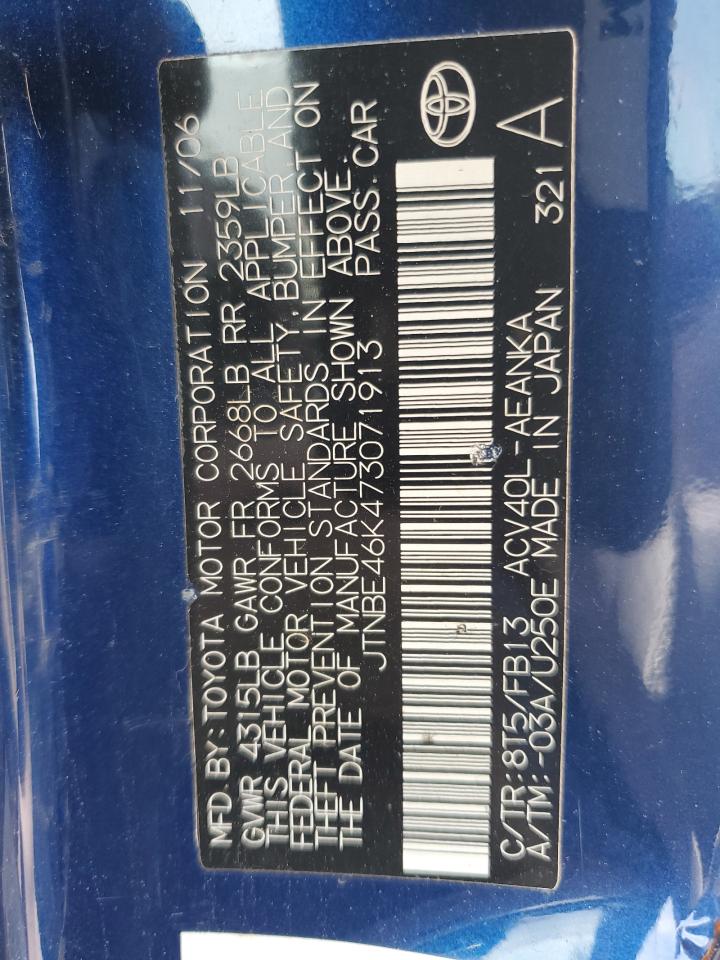 MFD. BY: TOYOTA MOTOR CORPORATION 11/06
GVWR 4315LB GAWR FR 2668LB RR 2359LB
THIS VEHICLE CONFORMS TO ALL APPLICABLE
FEDERAL MOTOR VEHICLE SAFETY, BUMPER, AND
THEFT PREVENTION STANDARDS IN EFFECT ON
THE DATE OF MANUFACTURE SHOWN ABOVE.
JTNBE46K473071913 PASS. CAR
C/TR: 8T5/FB13 ACV40L-AEANKA 321
A/TM: -03A/U250E MADE IN JAPAN A